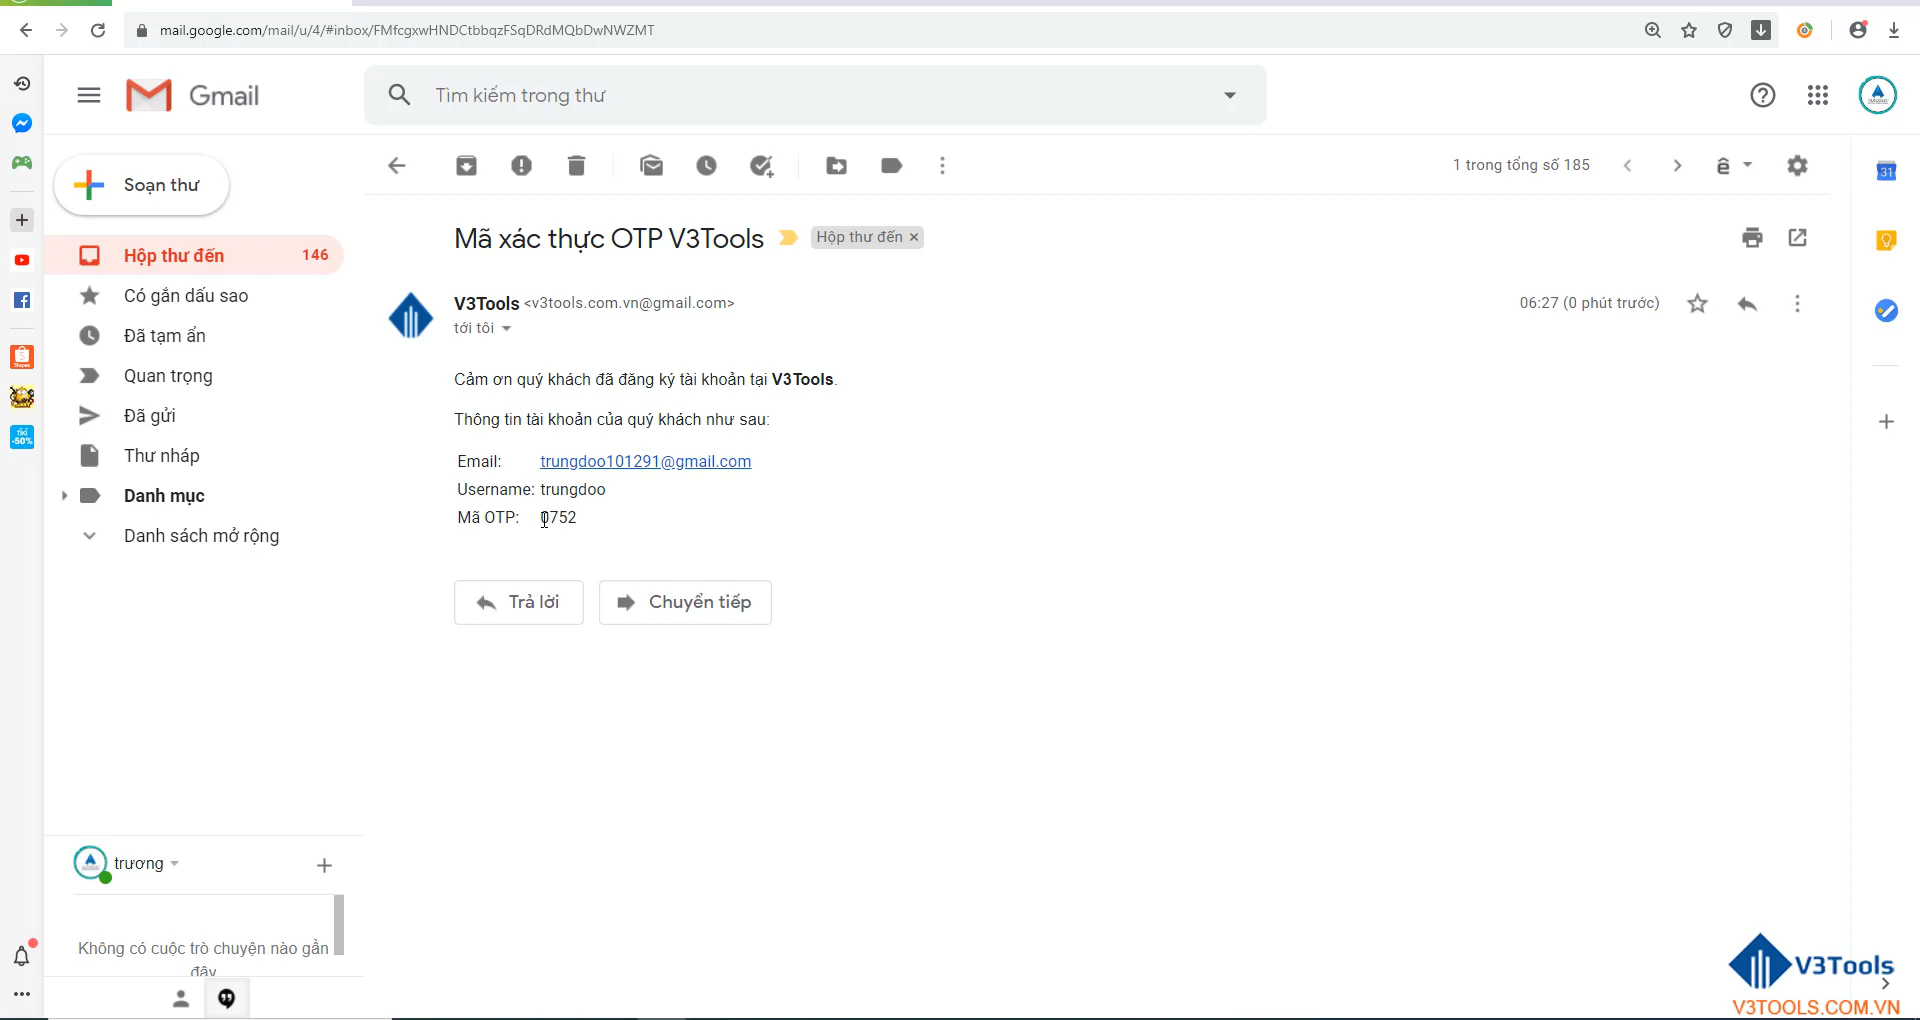 mail.google.com/mail/u/4/#inbox/FMfcgxwHNDCtbbqzFSqDRdMQbDwNWZMT
Gmail
Tìm kiếm trong thư
Soạn thư
1 trong tổng số 185
ê
31
Mã xác thực OTP V3Tools
Hộp thư đến ×
Hộp thư đến 146
Có gắn dấu sao
Đã tạm ẩn
Quan trọng
Đã gửi
Thư nháp
Danh mục
Danh sách mở rộng
V3Tools <v3tools.com.vn@gmail.com>
06:27 (0 phút trước)
tới tôi
Cảm ơn quý khách đã đăng ký tài khoản tại V3Tools.
Thông tin tài khoản của quý khách như sau:
Email: trungdoo101291@gmail.com
Username: trungdoo
Mã OTP: 0752
Trả lời
Chuyển tiếp
Shopee
TIKI
-50%
trương
Không có cuộc trò chuyện nào gần
đây
V3Tools
V3TOOLS.COM.VN